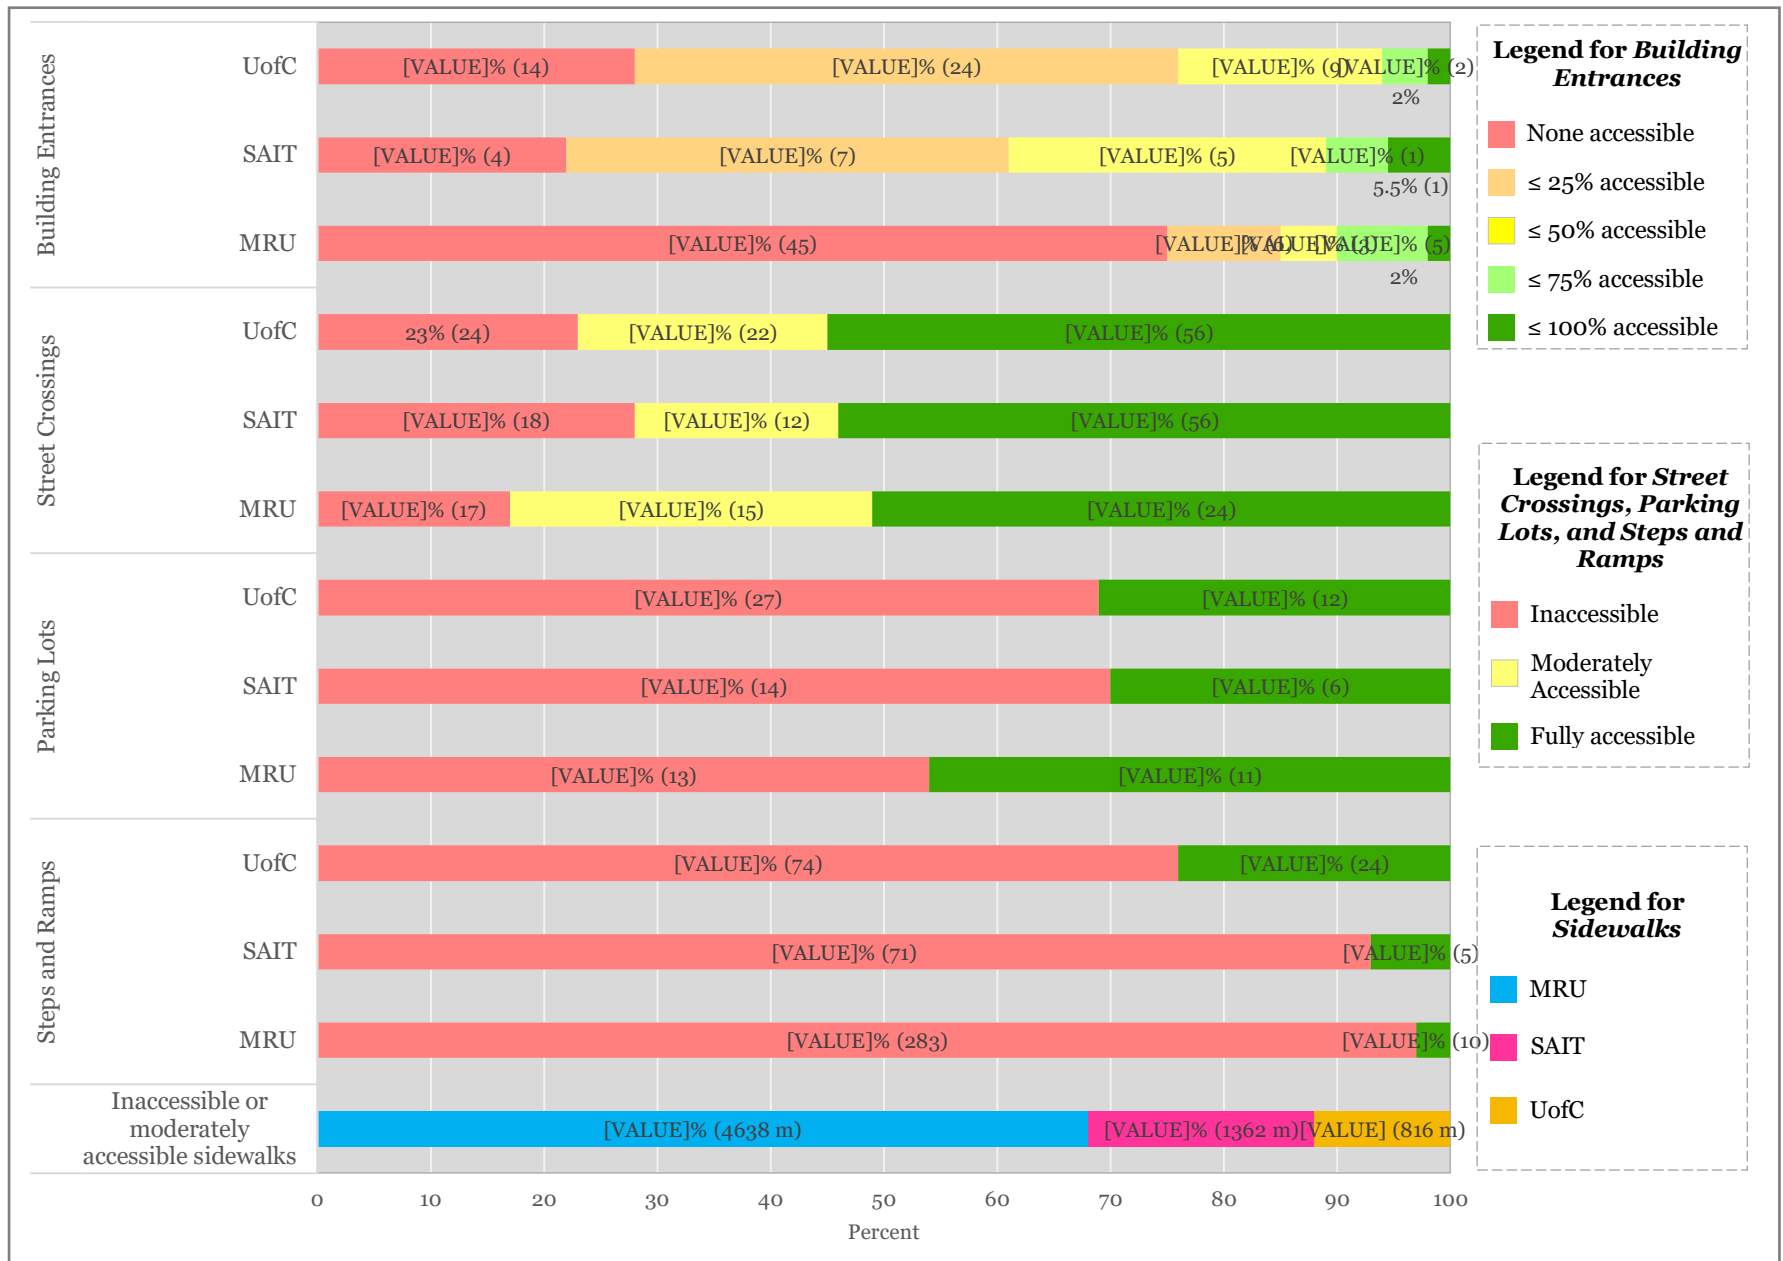 Building Entrances
UofC
[VALUE]% (14)
[VALUE]% (24)
[VALUE]% (9)
[VALUE]% (2)
2%
SAIT
[VALUE]% (4)
[VALUE]% (7)
[VALUE]% (5)
[VALUE]% (1)
5.5% (1)
MRU
[VALUE]% (45)
[VALUE]% (6)
[VALUE]% (3)
[VALUE]% (5)
2%
Street Crossings
UofC
23% (24)
[VALUE]% (22)
[VALUE]% (56)
SAIT
[VALUE]% (18)
[VALUE]% (12)
[VALUE]% (56)
MRU
[VALUE]% (17)
[VALUE]% (15)
[VALUE]% (24)
Parking Lots
UofC
[VALUE]% (27)
[VALUE]% (12)
SAIT
[VALUE]% (14)
[VALUE]% (6)
MRU
[VALUE]% (13)
[VALUE]% (11)
Steps and Ramps
UofC
[VALUE]% (74)
[VALUE]% (24)
SAIT
[VALUE]% (71)
[VALUE]% (5)
MRU
[VALUE]% (283)
[VALUE]% (10)
Inaccessible or
moderately
accessible sidewalks
[VALUE]% (4638 m)
[VALUE]% (1362 m)
[VALUE] (816 m)
0 10 20 30 40 50 60 70 80 90 100
Percent
Legend for Building
Entrances
None accessible
≤ 25% accessible
≤ 50% accessible
≤ 75% accessible
≤ 100% accessible
Legend for Street
Crossings, Parking
Lots, and Steps and
Ramps
Inaccessible
Moderately
Accessible
Fully accessible
Legend for
Sidewalks
MRU
SAIT
UofC